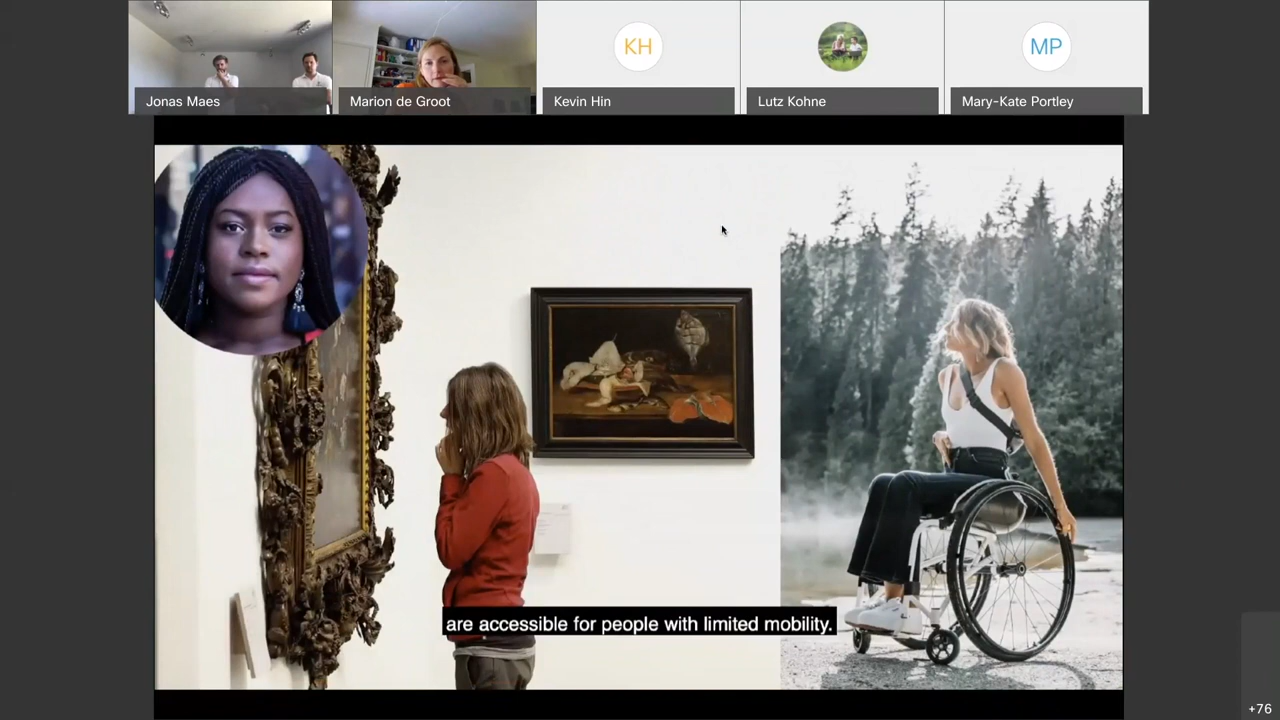 KH
MP
Jonas Maes
Marion de Groot
Kevin Hin
Lutz Kohne
Mary-Kate Portley
are accessible for people with limited mobility.
+76